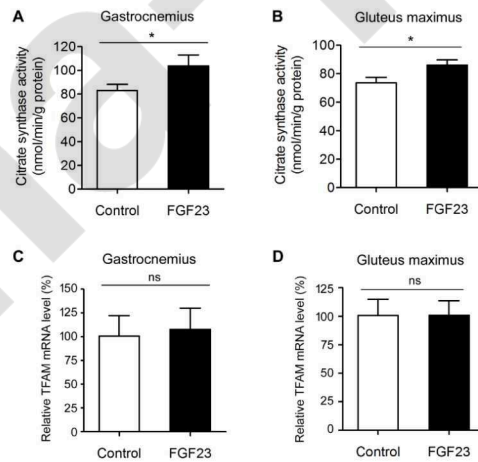 A
Gastrocnemius
*
Citrate synthase activity
(nmol/min/g protein)
120
100
80
60
40
20
0
Control FGF23
B
Gluteus maximus
*
Citrate synthase activity
(nmol/min/g protein)
100
80
60
40
20
0
Control FGF23
C
Gastrocnemius
ns
Relative TFAM mRNA level (%)
150
125
100
75
50
25
0
Control FGF23
D
Gluteus maximus
ns
Relative TFAM mRNA level (%)
125
100
75
50
25
0
Control FGF23